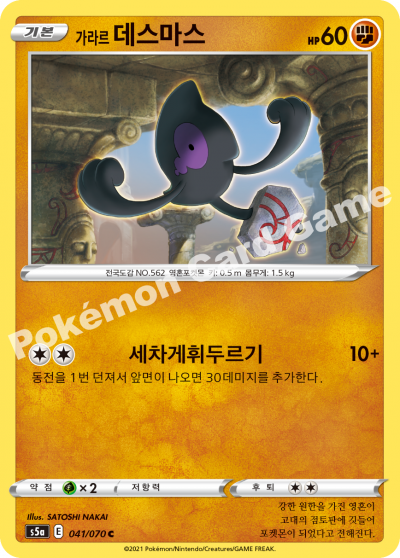 기본 가라르 데스마스 HP 60
전국도감 NO.562 영혼포켓몬 키: 0.5 m 몸무게: 1.5 kg
Pokémon Card Game
세차게휘두르기 10+
동전을 1번 던져서 앞면이 나오면 30데미지를 추가한다.
약점 ×2 저항력 후퇴
Illus. SATOSHI NAKAI
s5a E 041/070 C
강한 원한을 가진 영혼이
고대의 점토판에 깃들어
포켓몬이 되었다고 전해진다.
©2021 Pokémon/Nintendo/Creatures/GAME FREAK.